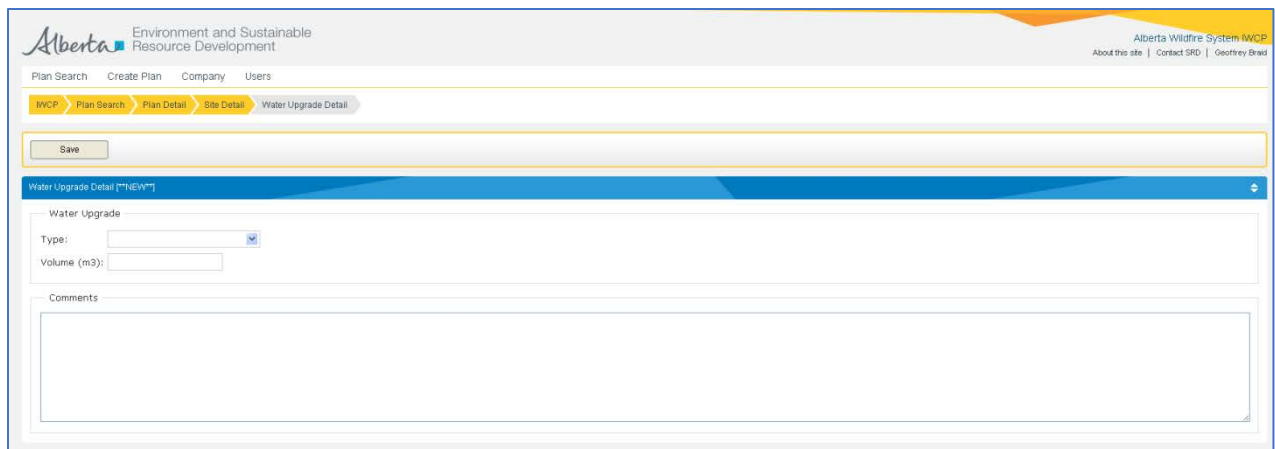 Alberta Environment and Sustainable
Resource Development
Alberta Wildfire System IWCP
About this site | Contact SRD | Geoffrey Braid
Plan Search Create Plan Company Users
IWCP Plan Search Plan Detail Site Detail Water Upgrade Detail
Save
Water Upgrade Detail [**NEW**]
Water Upgrade
Type:
Volume (m3):
Comments